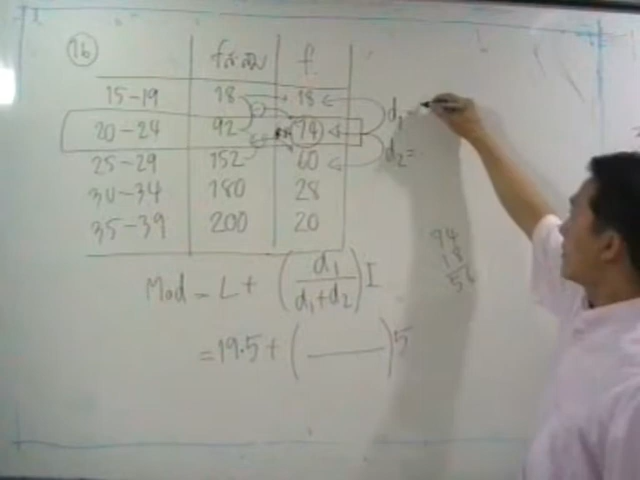 16
fสะสม f
15-19 18 18
20-24 92 74
25-29 152 60
30-34 180 28
35-39 200 20
d₁ =
d₂ =
Mod = L + (d₁/(d₁+d₂)) I
= 19.5 + ( ——— ) 5
18
56